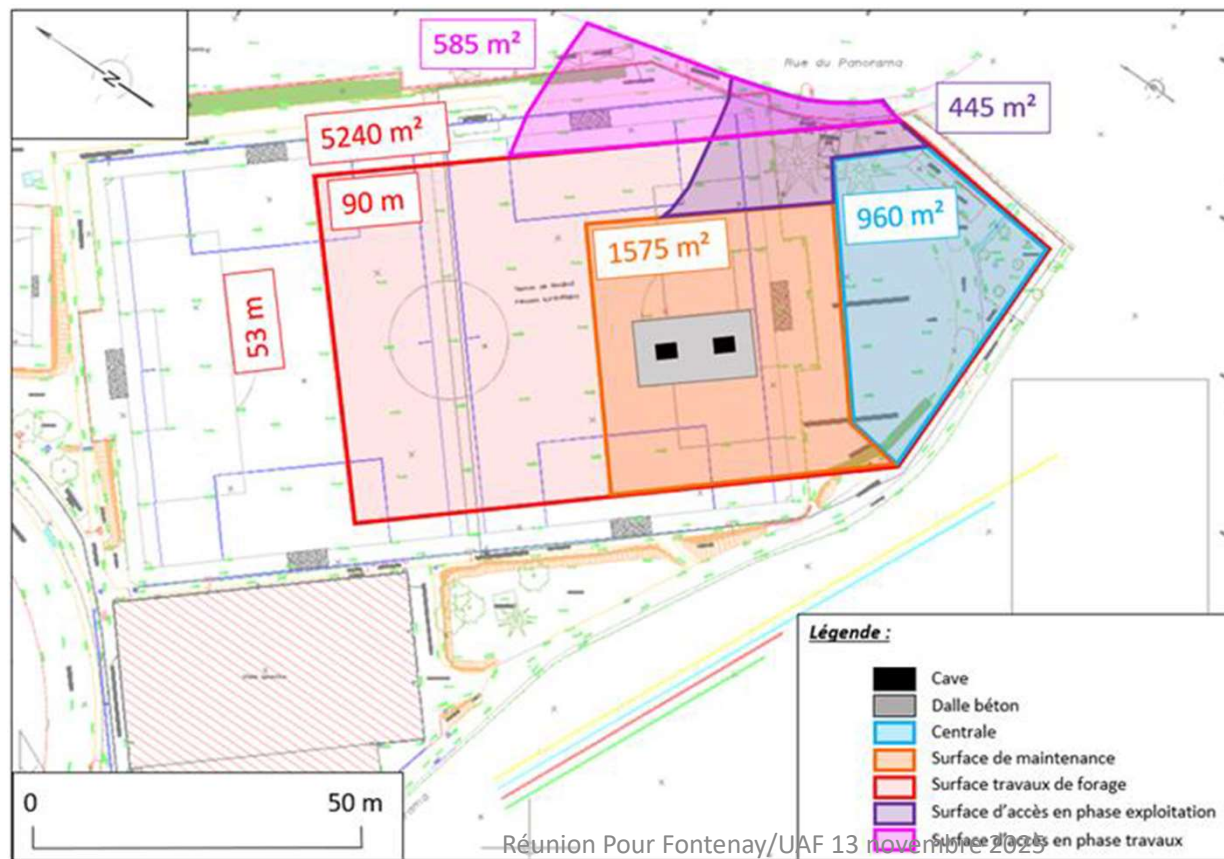 585 m²
Rue du Panorama
445 m²
5240 m²
90 m
960 m²
1575 m²
53 m
N
Légende :
Cave
Dalle béton
Centrale
Surface de maintenance
Surface travaux de forage
Surface d'accès en phase exploitation
Surface d'accès en phase travaux
0 50 m
Réunion Pour Fontenay/UAF 13 novembre 2025